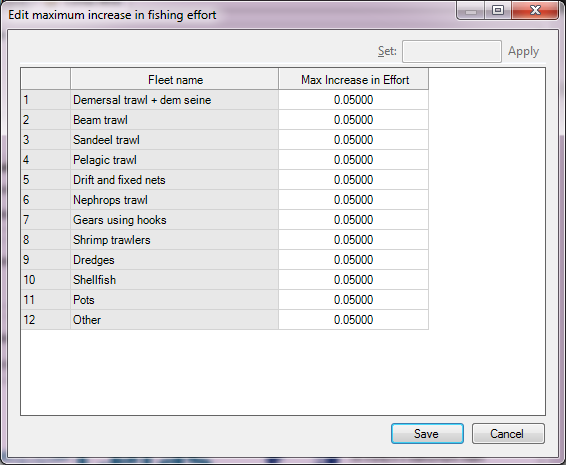 Edit maximum increase in fishing effort
Set: Apply
Fleet name Max Increase in Effort
1 Demersal trawl + dem seine 0.05000
2 Beam trawl 0.05000
3 Sandeel trawl 0.05000
4 Pelagic trawl 0.05000
5 Drift and fixed nets 0.05000
6 Nephrops trawl 0.05000
7 Gears using hooks 0.05000
8 Shrimp trawlers 0.05000
9 Dredges 0.05000
10 Shellfish 0.05000
11 Pots 0.05000
12 Other 0.05000
Save Cancel